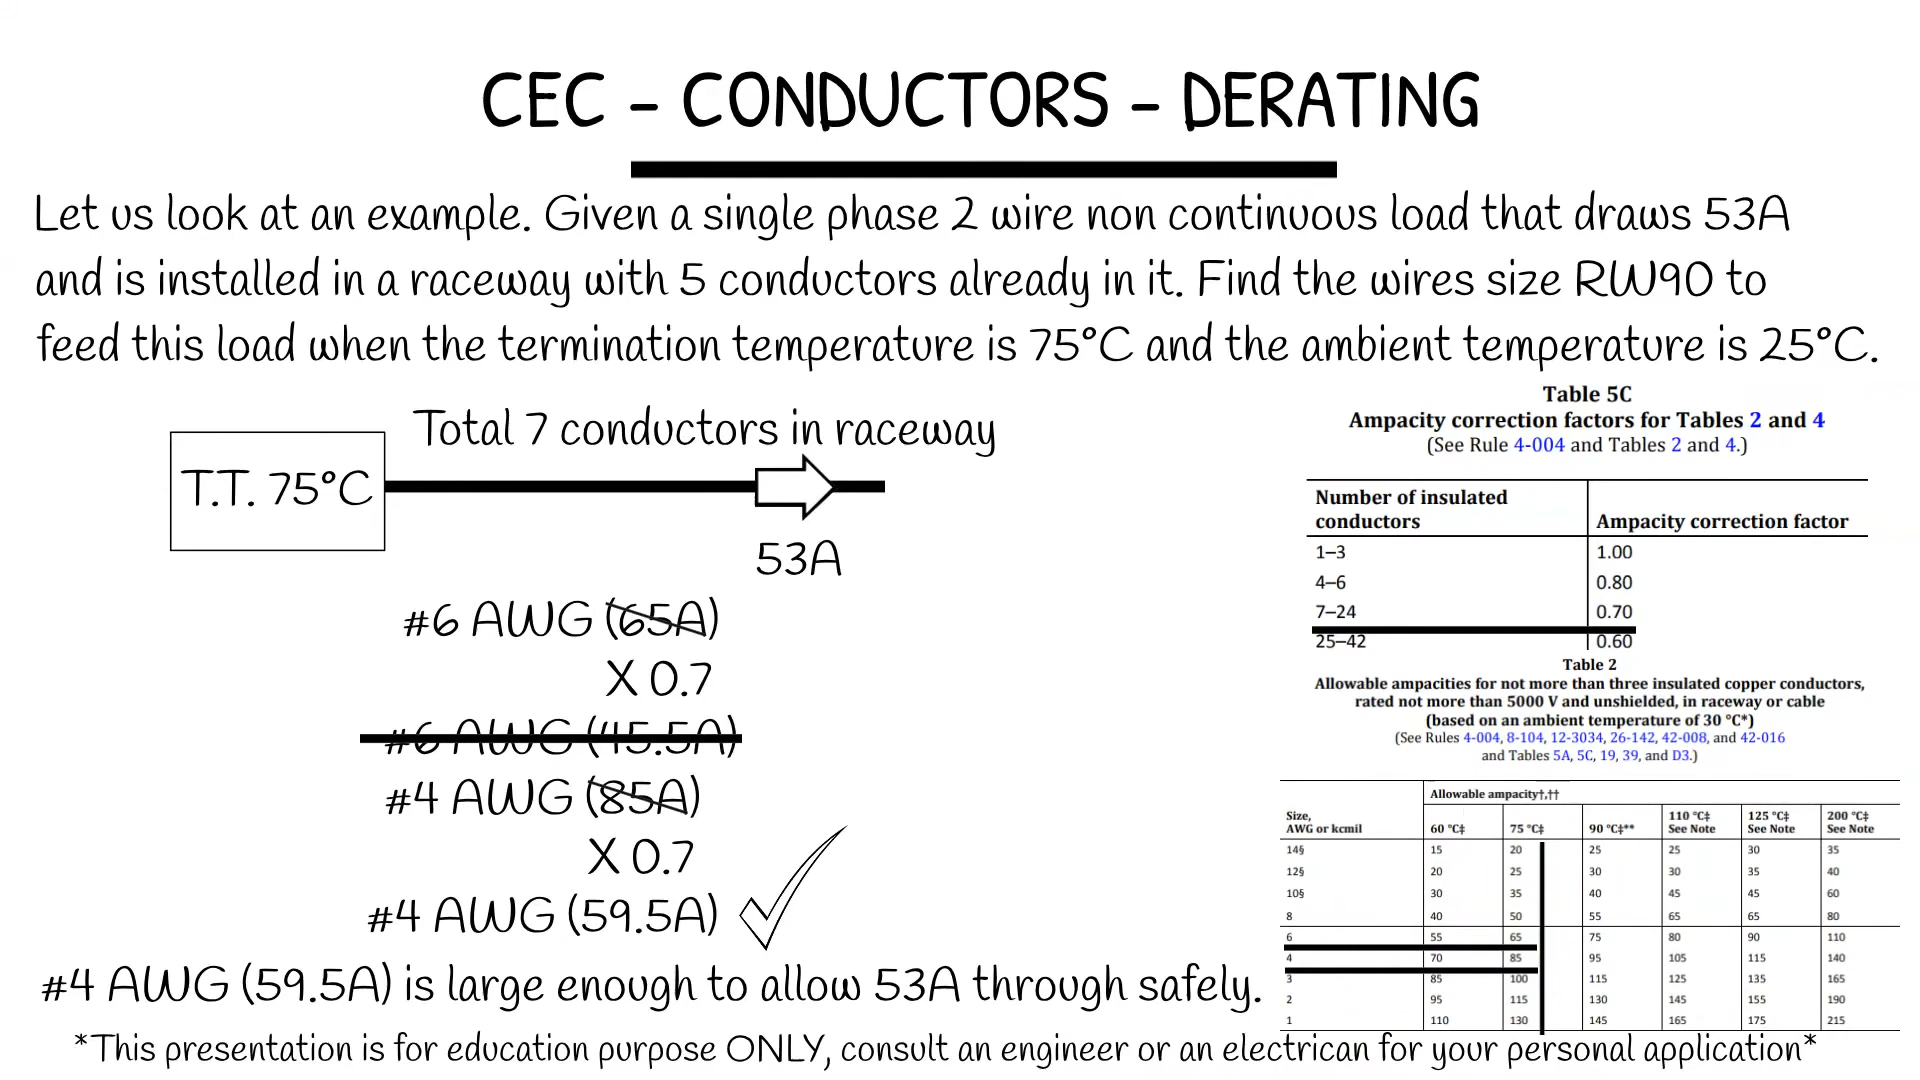 CEC - CONDUCTORS - DERATING
Let us look at an example. Given a single phase 2 wire non continuous load that draws 53A
and is installed in a raceway with 5 conductors already in it. Find the wires size RW90 to
feed this load when the termination temperature is 75°C and the ambient temperature is 25°C.
Total 7 conductors in raceway
T.T. 75°C
53A
#6 AWG (65A)
X 0.7
#6 AWG (45.5A)
#4 AWG (85A)
X 0.7
#4 AWG (59.5A)
#4 AWG (59.5A) is large enough to allow 53A through safely.
Table 5C
Ampacity correction factors for Tables 2 and 4
(See Rule 4-004 and Tables 2 and 4.)
Number of insulated
conductors Ampacity correction factor
1–3 1.00
4–6 0.80
7–24 0.70
25–42 0.60
Table 2
Allowable ampacities for not more than three insulated copper conductors,
rated not more than 5000 V and unshielded, in raceway or cable
(based on an ambient temperature of 30 °C*)
(See Rules 4-004, 8-104, 12-3034, 26-142, 42-008, and 42-016
and Tables 5A, 5C, 19, 39, and D3.)
Allowable ampacity†,††
Size, 110 °C‡ 125 °C‡ 200 °C‡
AWG or kcmil 60 °C‡ 75 °C‡ 90 °C‡** See Note See Note See Note
14§ 15 20 25 25 30 35
12§ 20 25 30 30 35 40
10§ 30 35 40 45 45 60
8 40 50 55 65 65 80
6 55 65 75 80 90 110
4 70 85 95 105 115 140
3 85 100 115 125 135 165
2 95 115 130 145 155 190
1 110 130 145 165 175 215
*This presentation is for education purpose ONLY, consult an engineer or an electrican for your personal application*